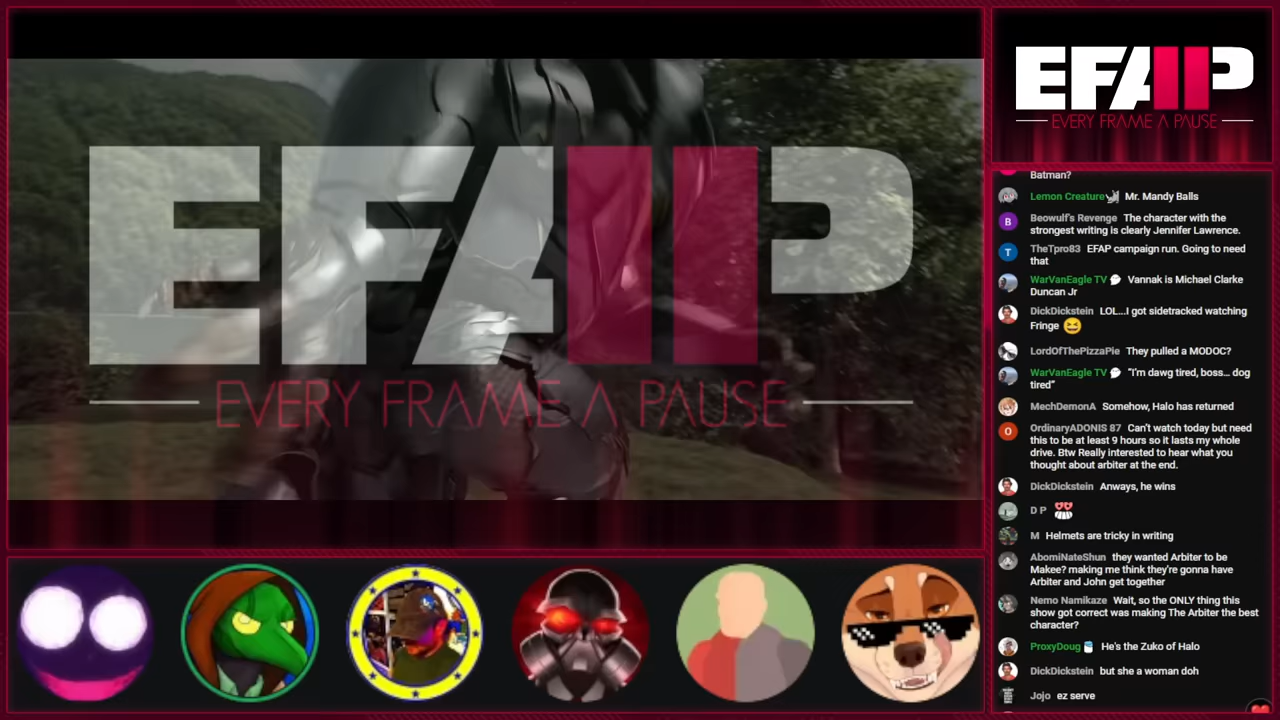 EFAP
EVERY FRAME A PAUSE
EFAP
EVERY FRAME A PAUSE
Batman?
Lemon Creature Mr. Mandy Balls
B
Beowulf's Revenge The character with the
strongest writing is clearly Jennifer Lawrence.
T
TheTpro83 EFAP campaign run. Going to need
that
WarVanEagle TV Vannak is Michael Clarke
Duncan Jr
DickDickstein LOL...I got sidetracked watching
Fringe
LordOfThePizzaPie They pulled a MODOC?
WarVanEagle TV “I'm dawg tired, boss… dog
tired”
MechDemonA Somehow, Halo has returned
O
OrdinaryADONIS 87 Can't watch today but need
this to be at least 9 hours so it lasts my whole
drive. Btw Really interested to hear what you
thought about arbiter at the end.
DickDickstein Anways, he wins
D P
M Helmets are tricky in writing
AbomiNateShun they wanted Arbiter to be
Makee? making me think they're gonna have
Arbiter and John get together
Nemo Namikaze Wait, so the ONLY thing this
show got correct was making The Arbiter the best
character?
ProxyDoug He's the Zuko of Halo
DickDickstein but she a woman doh
Jojo ez serve